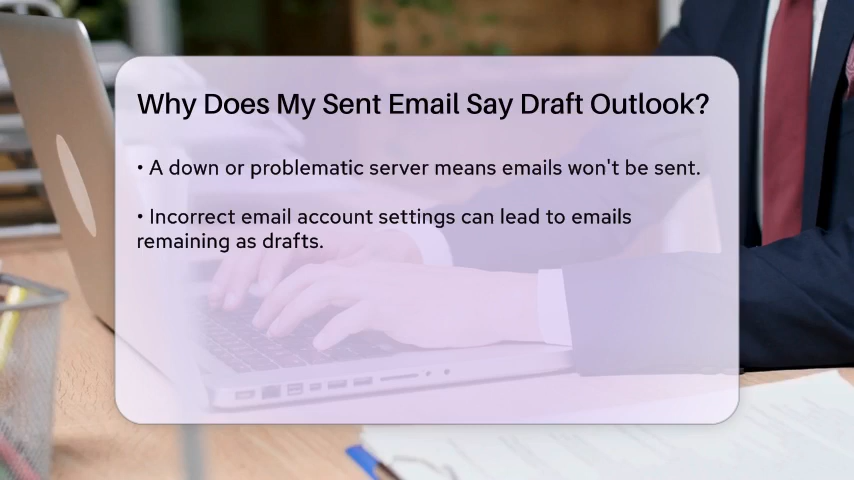 Why Does My Sent Email Say Draft Outlook?
• A down or problematic server means emails won't be sent.
• Incorrect email account settings can lead to emails
remaining as drafts.